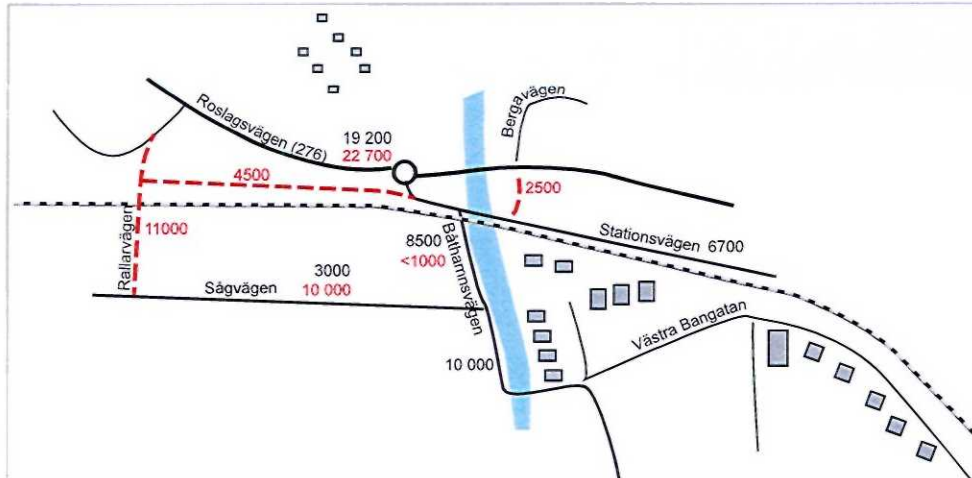 Roslagsvägen (276)
19 200
22 700
Bergavägen
4500
2500
Rallarvägen
11000
8500
<1000
Båthamnsvägen
Stationsvägen 6700
3000
Sågvägen 10 000
Västra Bangatan
10 000